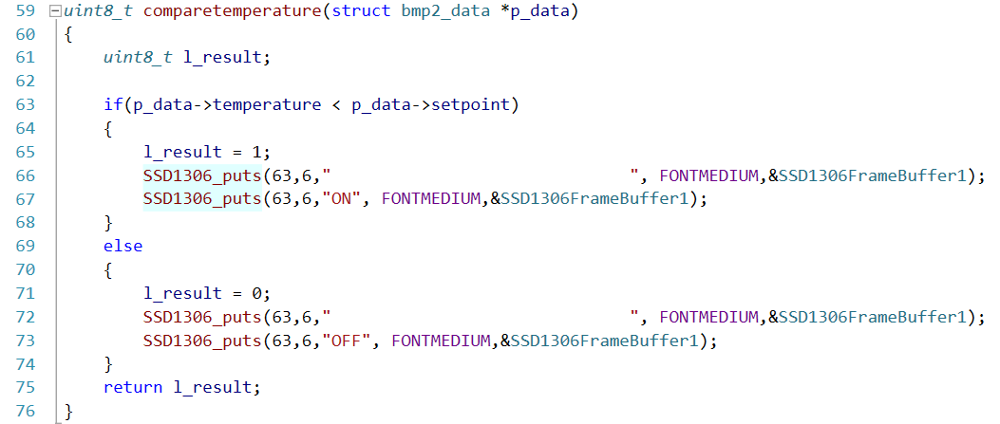 59 uint8_t comparetemperature(struct bmp2_data *p_data)
60 {
61     uint8_t l_result;
62
63     if(p_data->temperature < p_data->setpoint)
64     {
65         l_result = 1;
66         SSD1306_puts(63,6,"                              ", FONTMEDIUM,&SSD1306FrameBuffer1);
67         SSD1306_puts(63,6,"ON", FONTMEDIUM,&SSD1306FrameBuffer1);
68     }
69     else
70     {
71         l_result = 0;
72         SSD1306_puts(63,6,"                              ", FONTMEDIUM,&SSD1306FrameBuffer1);
73         SSD1306_puts(63,6,"OFF", FONTMEDIUM,&SSD1306FrameBuffer1);
74     }
75     return l_result;
76 }